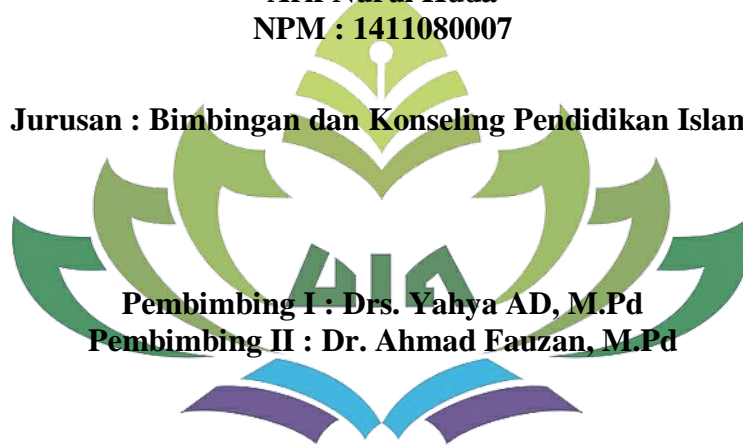 NPM : 1411080007
Jurusan : Bimbingan dan Konseling Pendidikan Islam
UIN
Pembimbing I : Drs. Yahya AD, M.Pd
Pembimbing II : Dr. Ahmad Fauzan, M.Pd